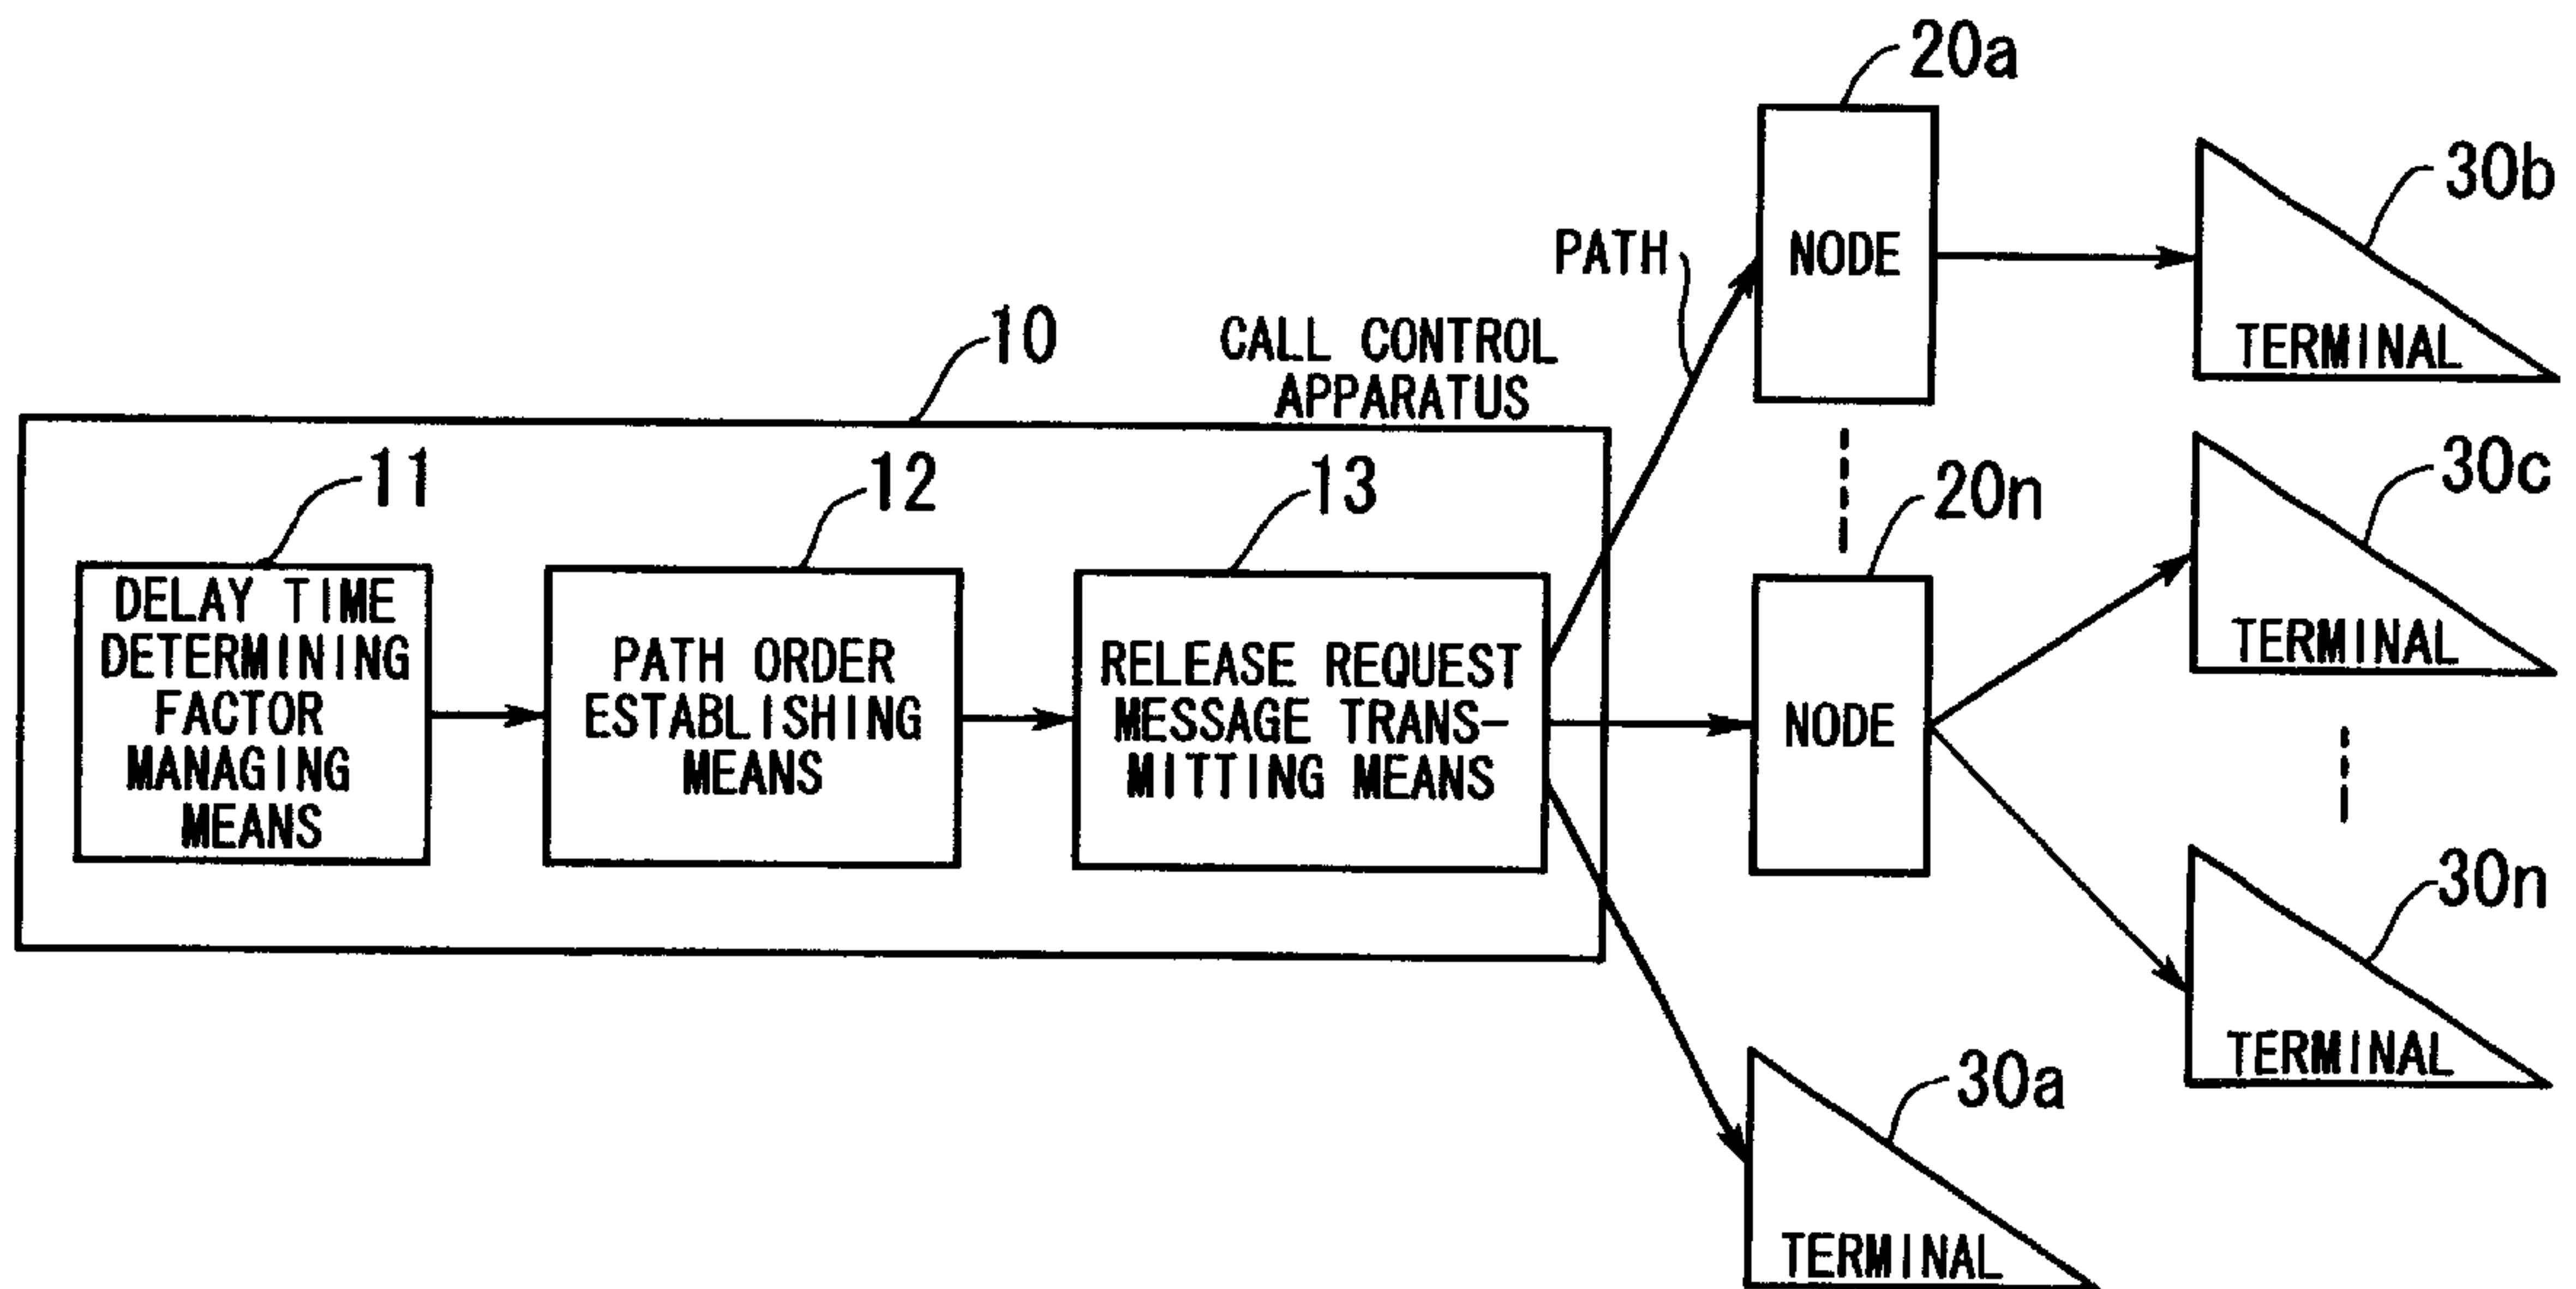 20a
NODE
30b
TERMINAL
PATH
10
CALL CONTROL
APPARATUS
11
DELAY TIME
DETERMINING
FACTOR
MANAGING
MEANS
12
PATH ORDER
ESTABLISHING
MEANS
13
RELEASE REQUEST
MESSAGE TRANS-
MITTING MEANS
20n
NODE
30c
TERMINAL
30n
TERMINAL
30a
TERMINAL